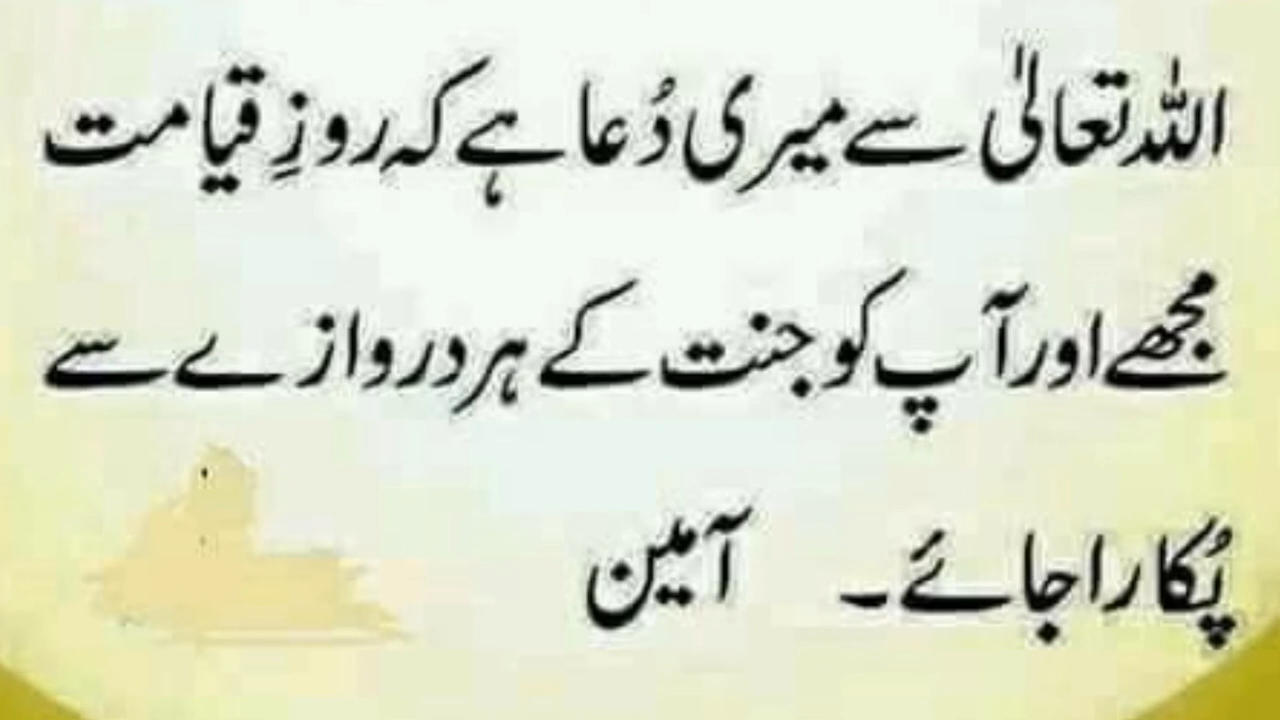 اللہ تعالیٰ سے میری دُعا ہے کہ روزِ قیامت
مجھے اور آپ کو جنت کے ہر دروازے سے
پُکارا جائے ۔ آمین